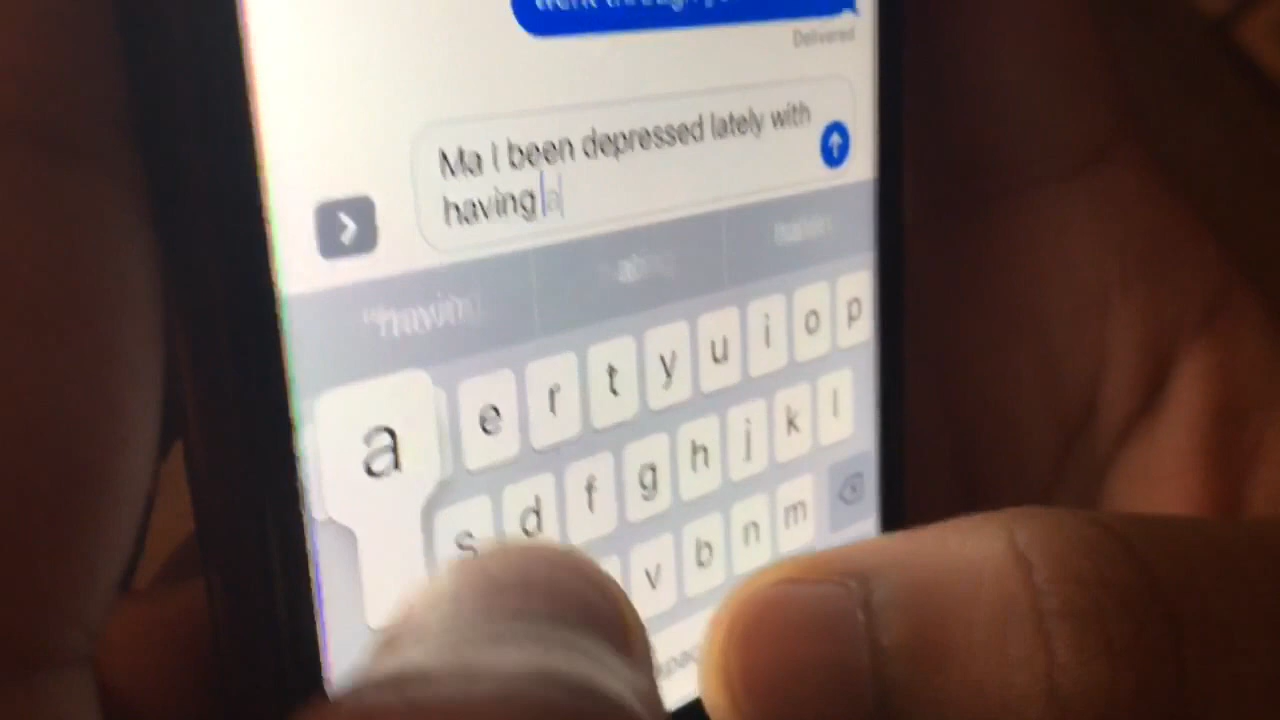 Delivered
Ma I been depressed lately with
having a
a e r t y u i o p
s d f g h j k l
v b n m